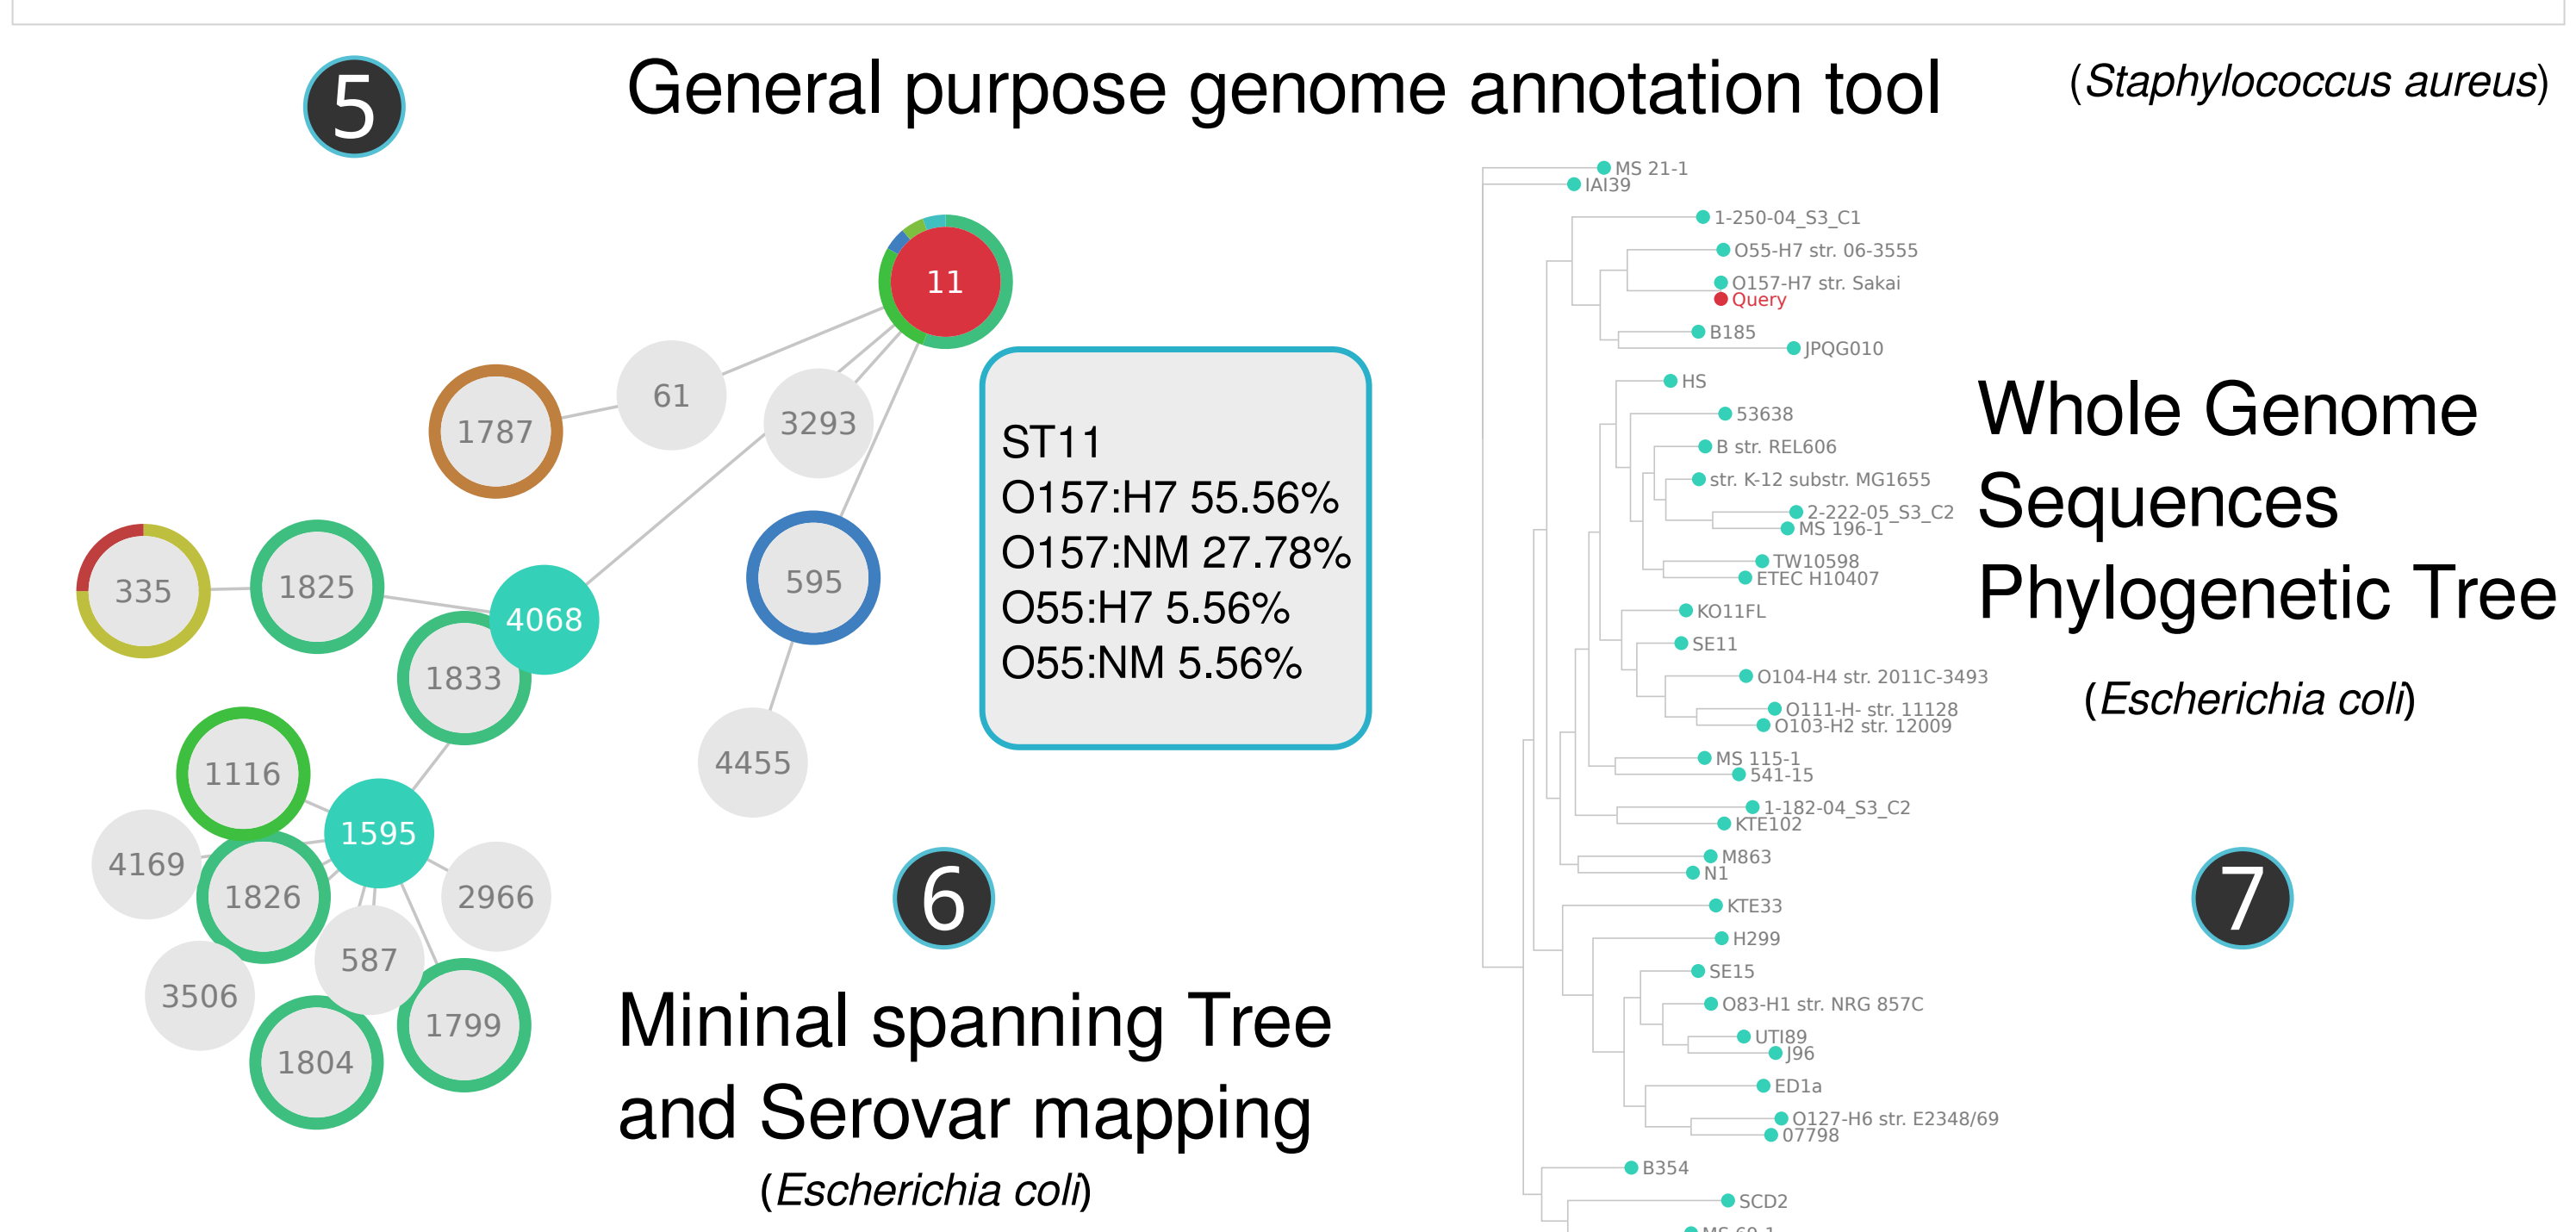 5
General purpose genome annotation tool
(Staphylococcus aureus)
11
61
1787
3293
335
1825
4068
595
1833
4455
1116
1595
4169
1826
2966
587
3506
1799
1804
ST11
O157:H7 55.56%
O157:NM 27.78%
O55:H7 5.56%
O55:NM 5.56%
6
Mininal spanning Tree
and Serovar mapping
(Escherichia coli)
MS 21-1
IAI39
1-250-04_S3_C1
O55-H7 str. 06-3555
O157-H7 str. Sakai
Query
B185
JPQG010
HS
53638
B str. REL606
str. K-12 substr. MG1655
2-222-05_S3_C2
MS 196-1
TW10598
ETEC H10407
KO11FL
SE11
O104-H4 str. 2011C-3493
O111-H- str. 11128
O103-H2 str. 12009
MS 115-1
541-15
1-182-04_S3_C2
KTE102
M863
N1
KTE33
H299
SE15
O83-H1 str. NRG 857C
UTI89
J96
ED1a
O127-H6 str. E2348/69
07798
B354
SCD2
MS 69-1
Whole Genome
Sequences
Phylogenetic Tree
(Escherichia coli)
7